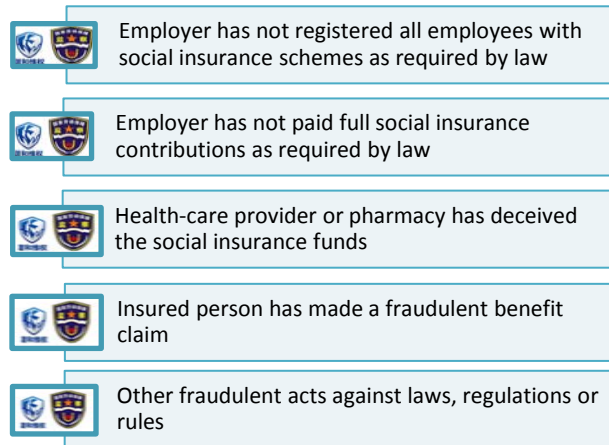 Employer has not registered all employees with
social insurance schemes as required by law
Employer has not paid full social insurance
contributions as required by law
Health-care provider or pharmacy has deceived
the social insurance funds
Insured person has made a fraudulent benefit
claim
Other fraudulent acts against laws, regulations or
rules